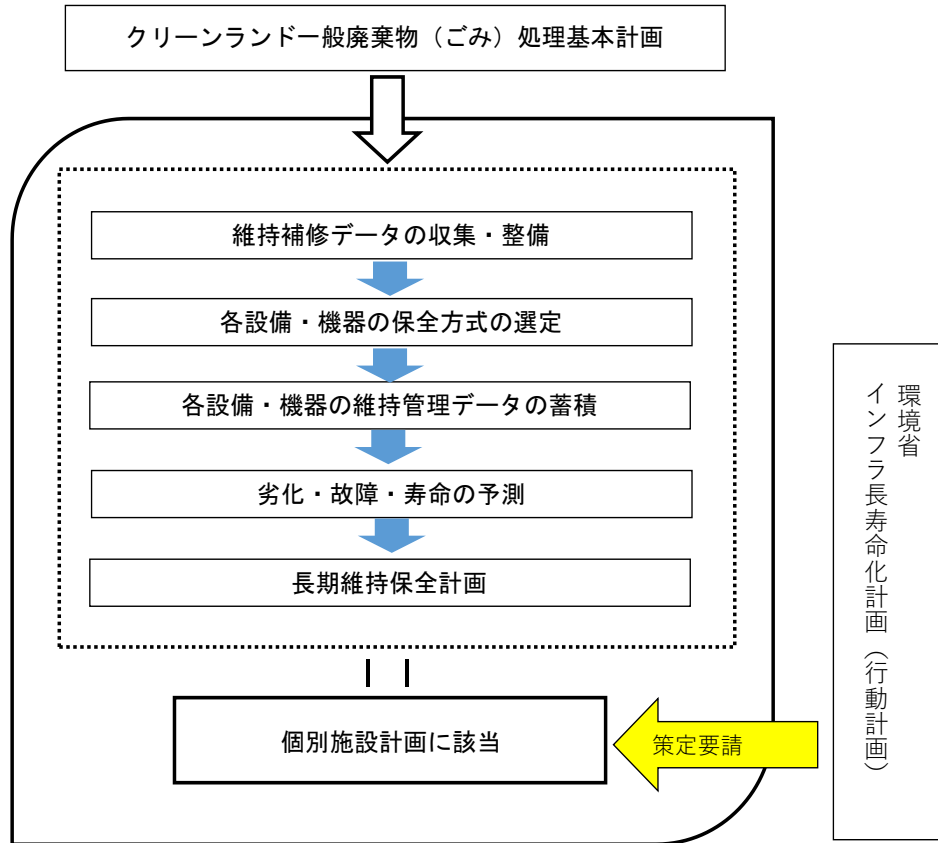 クリーンランド一般廃棄物（ごみ）処理基本計画
維持補修データの収集・整備
各設備・機器の保全方式の選定
各設備・機器の維持管理データの蓄積
劣化・故障・寿命の予測
長期維持保全計画
個別施設計画に該当
策定要請
環境省
インフラ長寿命化計画（行動計画）